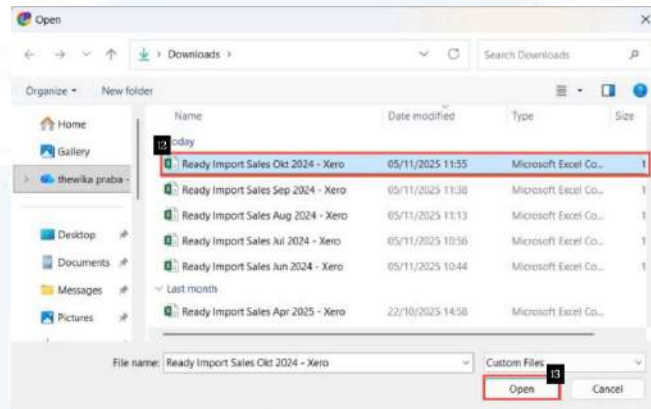 Open
Downloads
Search Downloads
Organize
New folder
Name
Date modified
Type
Size
Home
Gallery
thewika praba -
Desktop
Documents
Messages
Pictures
12
oday
Ready Import Sales Okt 2024 - Xero 05/11/2025 11:55 Microsoft Excel Co... 1
Ready Import Sales Sep 2024 - Xero 05/11/2025 11:38 Microsoft Excel Co... 1
Ready Import Sales Aug 2024 - Xero 05/11/2025 11:13 Microsoft Excel Co... 1
Ready Import Sales Jul 2024 - Xero 05/11/2025 10:56 Microsoft Excel Co... 1
Ready Import Sales Jun 2024 - Xero 05/11/2025 10:44 Microsoft Excel Co... 1
Last month
Ready Import Sales Apr 2025 - Xero 22/10/2025 14:58 Microsoft Excel Co...
File name: Ready Import Sales Okt 2024 - Xero
Custom Files
13
Open
Cancel